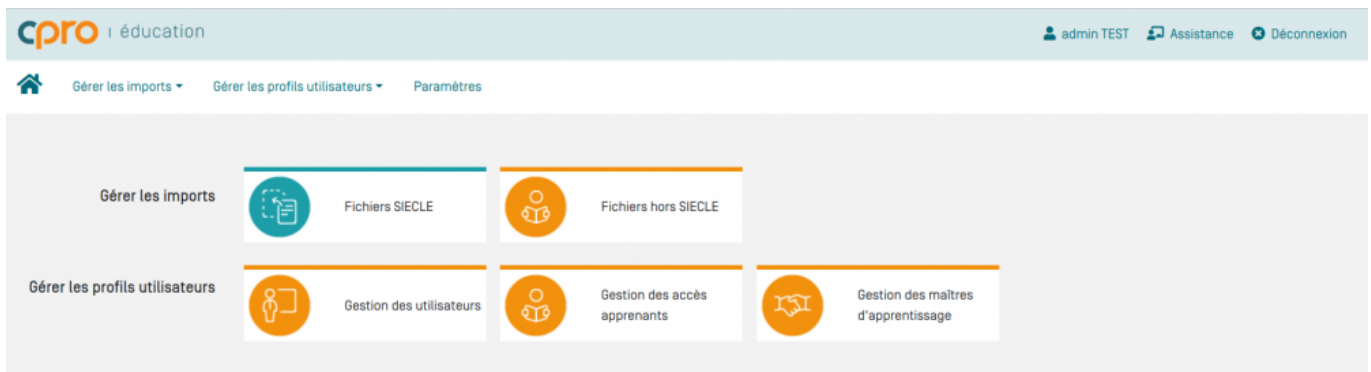 cpro | éducation
admin TEST Assistance Déconnexion
Gérer les imports Gérer les profils utilisateurs Paramètres
Gérer les imports
Fichiers SIECLE
Fichiers hors SIECLE
Gérer les profils utilisateurs
Gestion des utilisateurs
Gestion des accès
apprenants
Gestion des maîtres
d'apprentissage